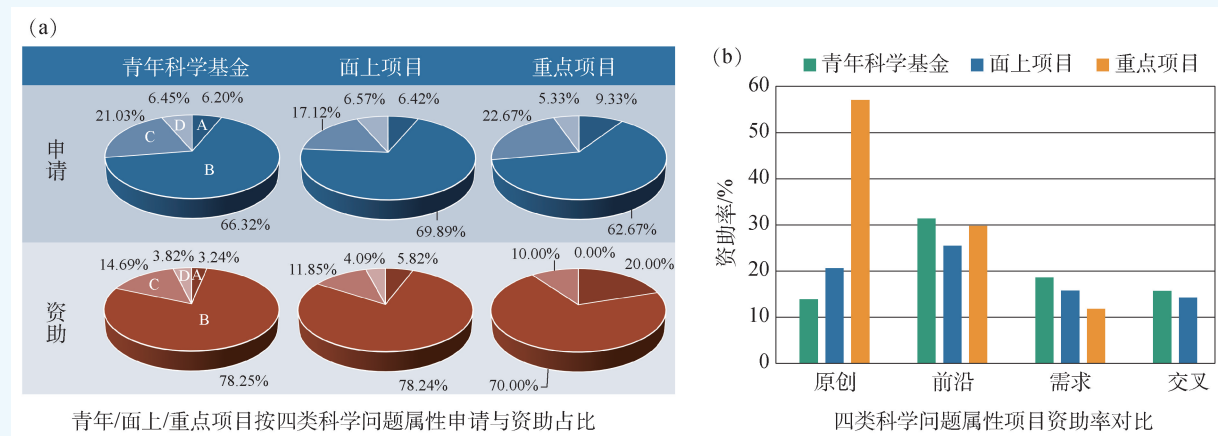 (a)
青年科学基金 面上项目 重点项目
申请
6.45% 6.20% 6.57% 6.42% 5.33% 9.33%
21.03% 17.12% 22.67%
C D A
B
66.32% 69.89% 62.67%
资助
3.82% 3.24% 4.09% 5.82% 10.00% 0.00%
14.69% 11.85% 20.00%
C D A
B
78.25% 78.24% 70.00%
青年/面上/重点项目按四类科学问题属性申请与资助占比
(b)
青年科学基金 面上项目 重点项目
资助率/%
60
50
40
30
20
10
0
原创 前沿 需求 交叉
四类科学问题属性项目资助率对比